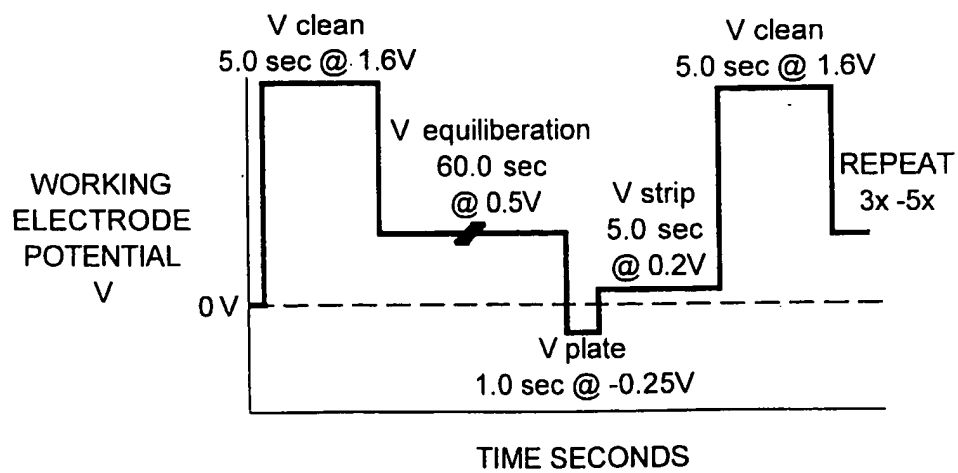 V clean
5.0 sec @ 1.6V
V clean
5.0 sec @ 1.6V
V equiliberation
60.0 sec
@ 0.5V
V strip
5.0 sec
@ 0.2V
REPEAT
3x -5x
WORKING
ELECTRODE
POTENTIAL
V
0 V
V plate
1.0 sec @ -0.25V
TIME SECONDS